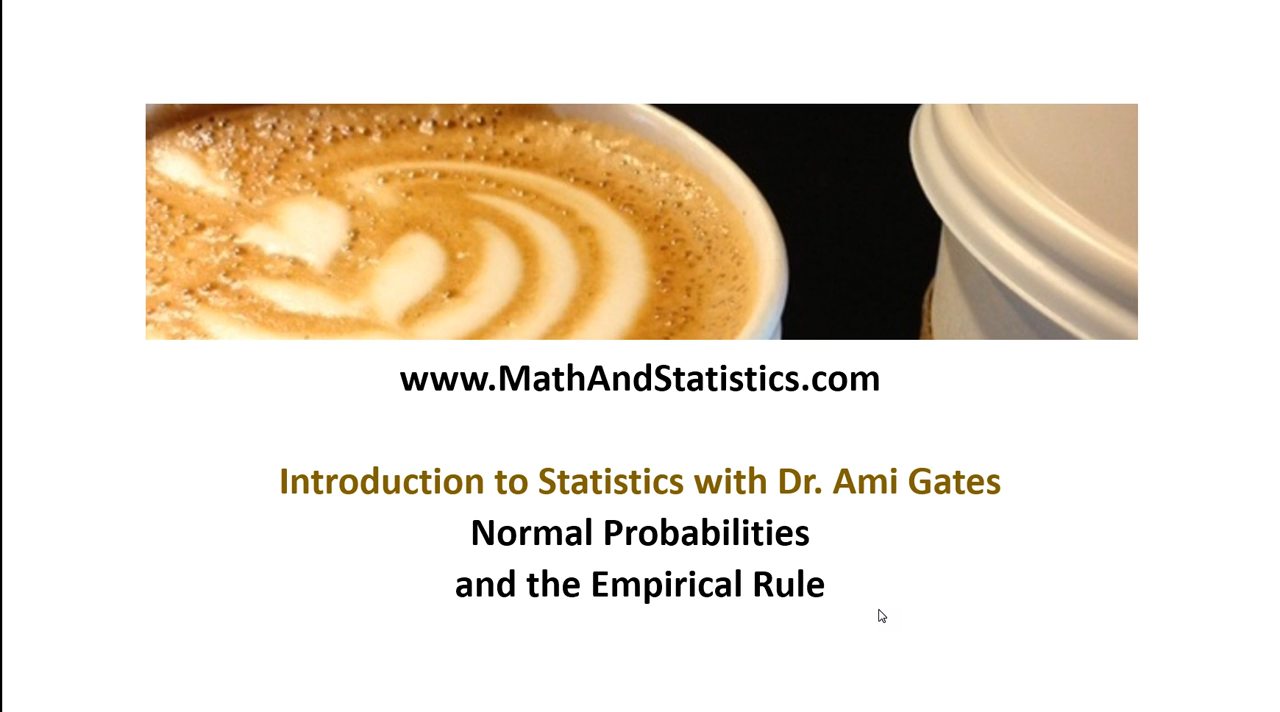 www.MathAndStatistics.com
Introduction to Statistics with Dr. Ami Gates
Normal Probabilities
and the Empirical Rule